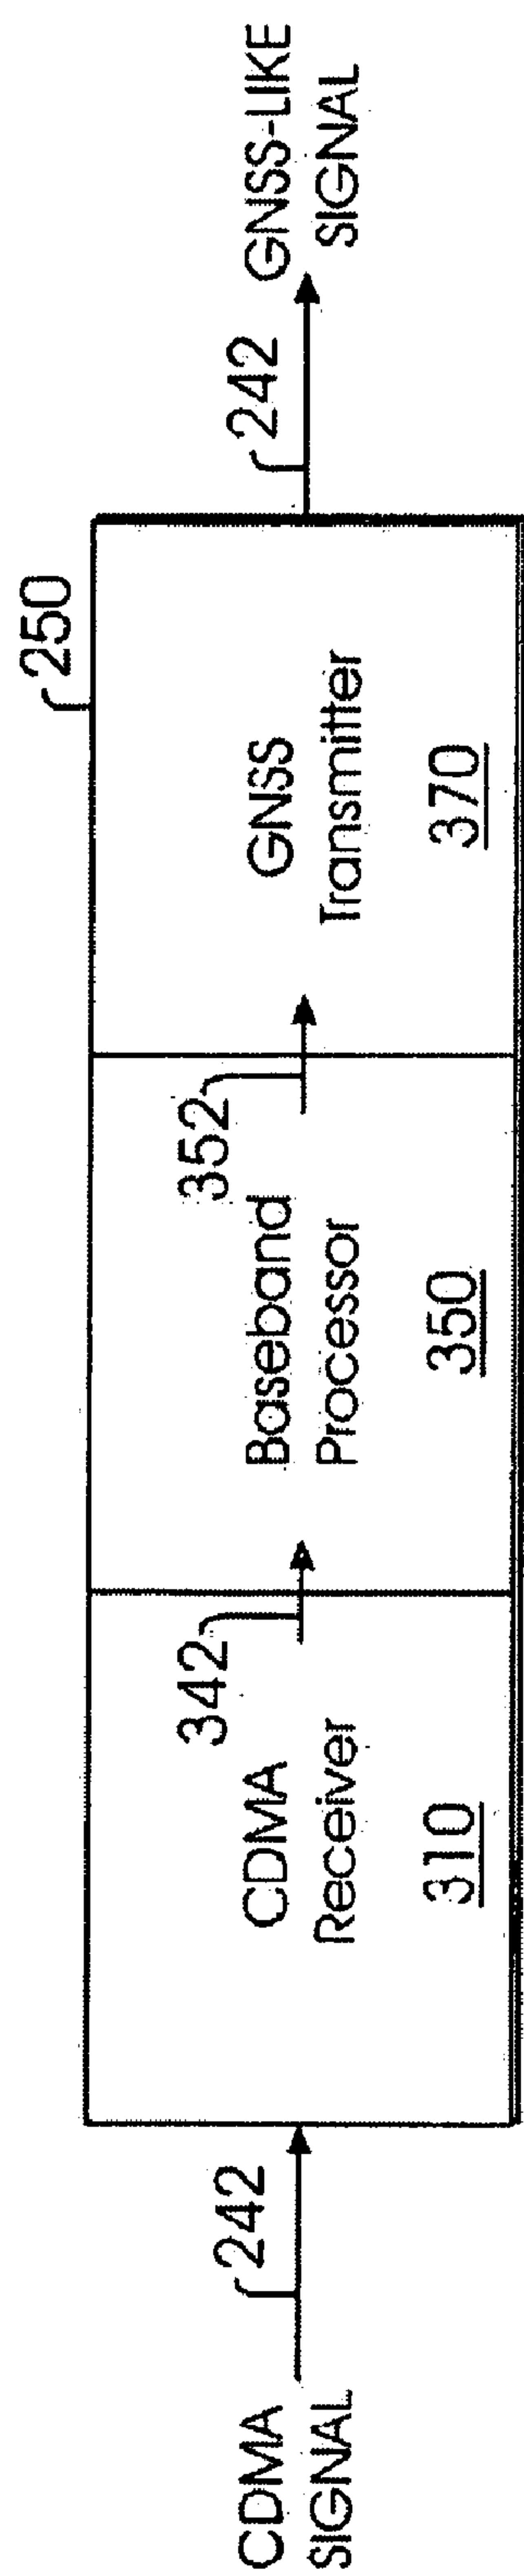 CDMA
SIGNAL
242
CDMA
Receiver
310
342
Baseband
Processor
350
352
GNSS
Transmitter
370
250
242
GNSS-LIKE
SIGNAL